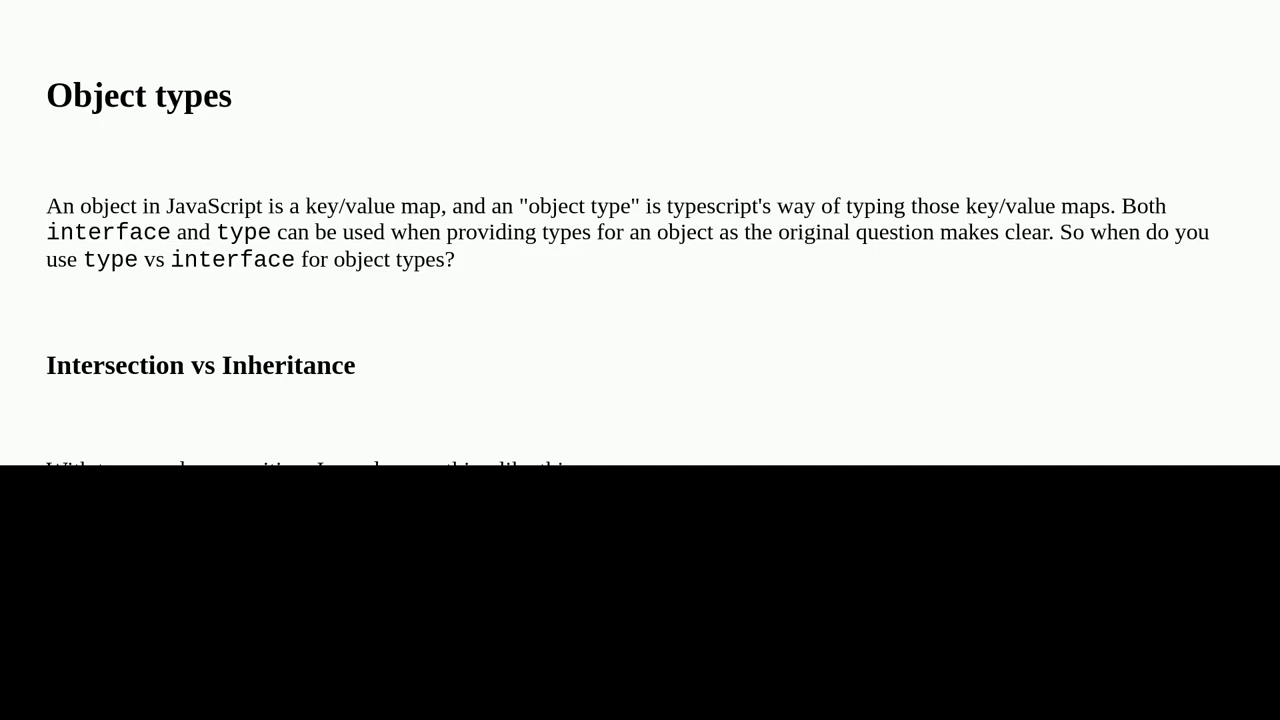 Object types
An object in JavaScript is a key/value map, and an "object type" is typescript's way of typing those key/value maps. Both
interface and type can be used when providing types for an object as the original question makes clear. So when do you
use type vs interface for object types?
Intersection vs Inheritance